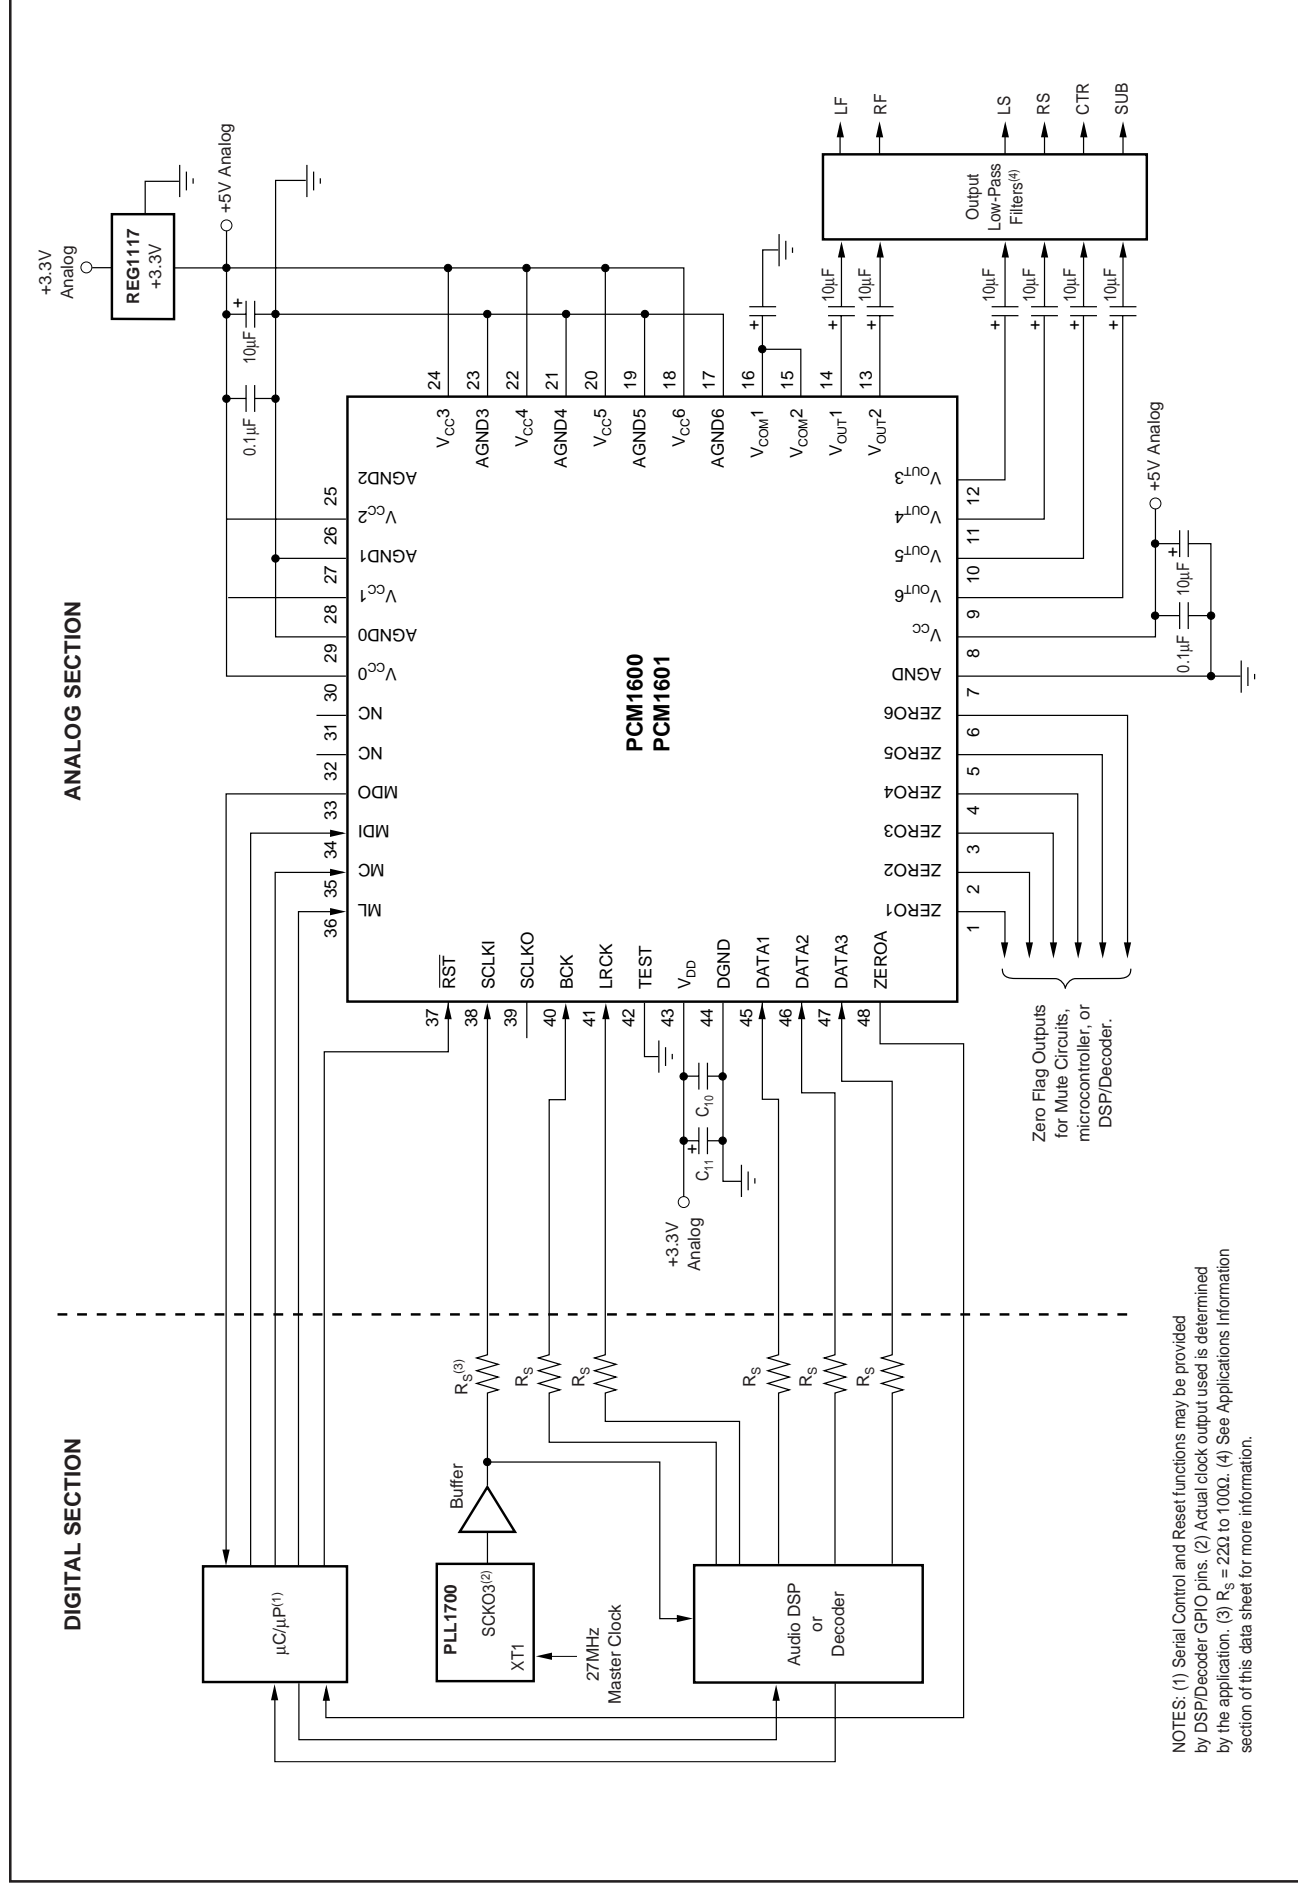 DIGITAL SECTION
ANALOG SECTION
μC/μP(1)
PLL1700
SCKO3(2)
XT1
27MHz
Master Clock
Buffer
Audio DSP
or
Decoder
RS(3)
RS
RS
RS
RS
RS
+3.3V
Analog
C11
+
C10
REG1117
+3.3V
+3.3V
Analog
+5V Analog
0.1μF
10μF
+
PCM1600
PCM1601
36
ML
35
MC
34
MDI
33
MDO
32
NC
31
NC
30
VCC0
29
AGND0
28
VCC1
27
AGND1
26
VCC2
25
AGND2
37
RST
38
SCLKI
39
SCLKO
40
BCK
41
LRCK
42
TEST
43
VDD
44
DGND
45
DATA1
46
DATA2
47
DATA3
48
ZEROA
VCC3
24
AGND3
23
VCC4
22
AGND4
21
VCC5
20
AGND5
19
VCC6
18
AGND6
17
VCOM1
16
VCOM2
15
VOUT1
14
VOUT2
13
ZERO1
1
ZERO2
2
ZERO3
3
ZERO4
4
ZERO5
5
ZERO6
6
AGND
7
VCC
8
VOUT6
9
VOUT5
10
VOUT4
11
VOUT3
12
+
+
10μF
+
10μF
+
10μF
+
10μF
+
10μF
+
10μF
Output
Low-Pass
Filters(4)
LF
RF
LS
RS
CTR
SUB
+5V Analog
0.1μF
10μF
+
Zero Flag Outputs
for Mute Circuits,
microcontroller, or
DSP/Decoder.
NOTES: (1) Serial Control and Reset functions may be provided
by DSP/Decoder GPIO pins. (2) Actual clock output used is determined
by the application. (3) RS = 22Ω to 100Ω. (4) See Applications Information
section of this data sheet for more information.